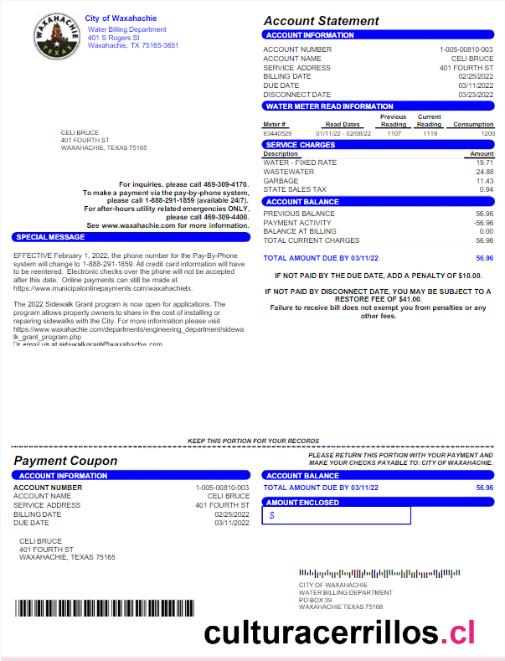 WAXAHACHIE
TEXAS
City of Waxahachie
Water Billing Department
401 S Rogers St
Waxahachie, TX 75165-3651
CELI BRUCE
401 FOURTH ST
WAXAHACHIE, TEXAS 75165
For inquiries, please call 469-309-4170.
To make a payment via the pay-by-phone system,
please call 1-888-291-1859 (available 24/7).
For after-hours utility related emergencies ONLY,
please call 469-309-4400.
See www.waxahachie.com for more information.
SPECIAL MESSAGE
EFFECTIVE February 1, 2022, the phone number for the Pay-By-Phone
system will change to 1-888-291-1859. All credit card information will have
to be reentered. Electronic checks over the phone will not be accepted
after this date. Online payments can still be made at
https://www.municipalonlinepayments.com/waxahachietx.
The 2022 Sidewalk Grant program is now open for applications. The
program allows property owners to share in the cost of installing or
repairing sidewalks with the City. For more information please visit
https://www.waxahachie.com/departments/engineering_department/sidewa
lk_grant_program.php
Or email us at sidewalkgrant@waxahachie.com
Account Statement
ACCOUNT INFORMATION
ACCOUNT NUMBER 1-005-00810-003
ACCOUNT NAME CELI BRUCE
SERVICE ADDRESS 401 FOURTH ST
BILLING DATE 02/25/2022
DUE DATE 03/11/2022
DISCONNECT DATE 03/23/2022
WATER METER READ INFORMATION
Previous Current
Meter # Read Dates Reading Reading Consumption
83440529 01/11/22 - 02/08/22 1107 1119 1200
SERVICE CHARGES
Description Amount
WATER - FIXED RATE 19.71
WASTEWATER 24.88
GARBAGE 11.43
STATE SALES TAX 0.94
ACCOUNT BALANCE
PREVIOUS BALANCE 56.96
PAYMENT ACTIVITY -56.96
BALANCE AT BILLING 0.00
TOTAL CURRENT CHARGES 56.96
TOTAL AMOUNT DUE BY 03/11/22 56.96
IF NOT PAID BY THE DUE DATE, ADD A PENALTY OF $10.00.
IF NOT PAID BY DISCONNECT DATE, YOU MAY BE SUBJECT TO A
RESTORE FEE OF $41.00.
Failure to receive bill does not exempt you from penalties or any
other fees.
KEEP THIS PORTION FOR YOUR RECORDS
Payment Coupon
PLEASE RETURN THIS PORTION WITH YOUR PAYMENT AND
MAKE YOUR CHECKS PAYABLE TO: CITY OF WAXAHACHIE.
ACCOUNT INFORMATION
ACCOUNT NUMBER 1-005-00810-003
ACCOUNT NAME CELI BRUCE
SERVICE ADDRESS 401 FOURTH ST
BILLING DATE 02/25/2022
DUE DATE 03/11/2022
ACCOUNT BALANCE
TOTAL AMOUNT DUE BY 03/11/22 56.96
AMOUNT ENCLOSED
$
CELI BRUCE
401 FOURTH ST
WAXAHACHIE, TEXAS 75165
CITY OF WAXAHACHIE
WATER BILLING DEPARTMENT
PO BOX 39
WAXAHACHIE TEXAS 75168
culturacerrillos.cl